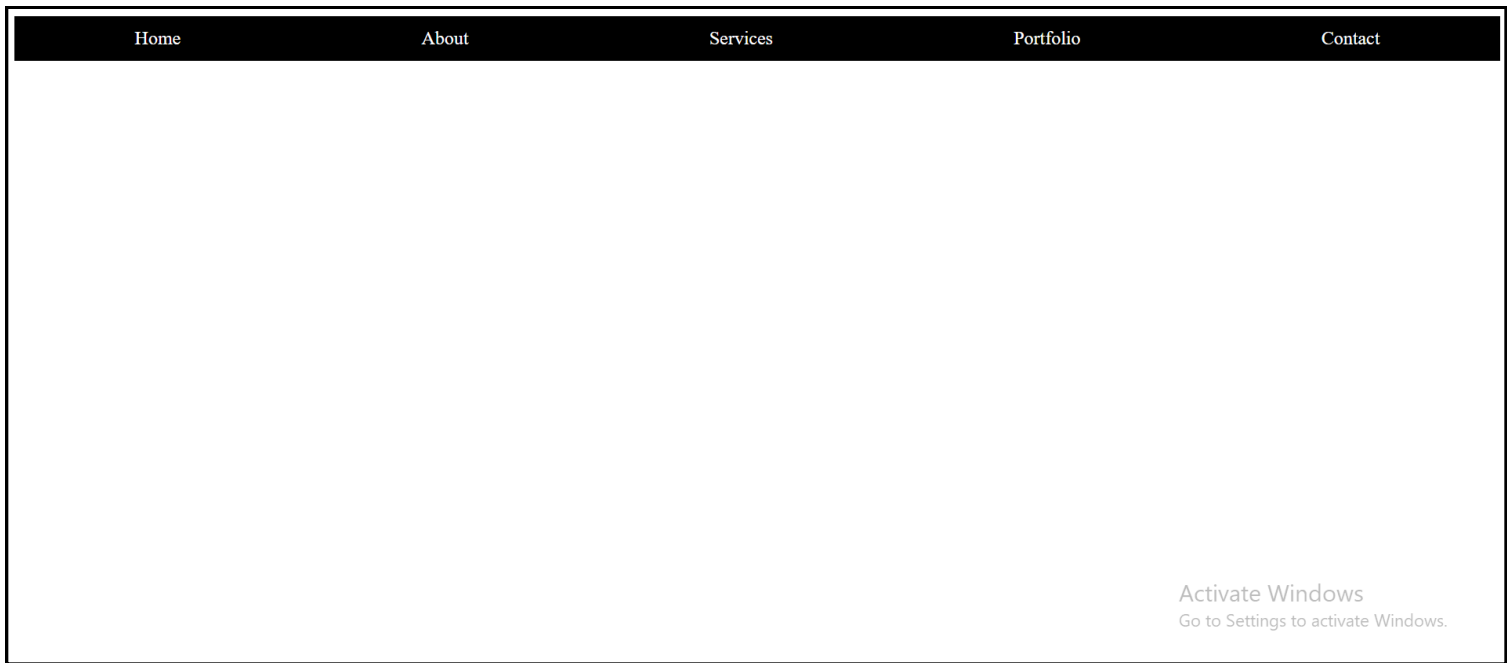 Home About Services Portfolio Contact
Activate Windows
Go to Settings to activate Windows.